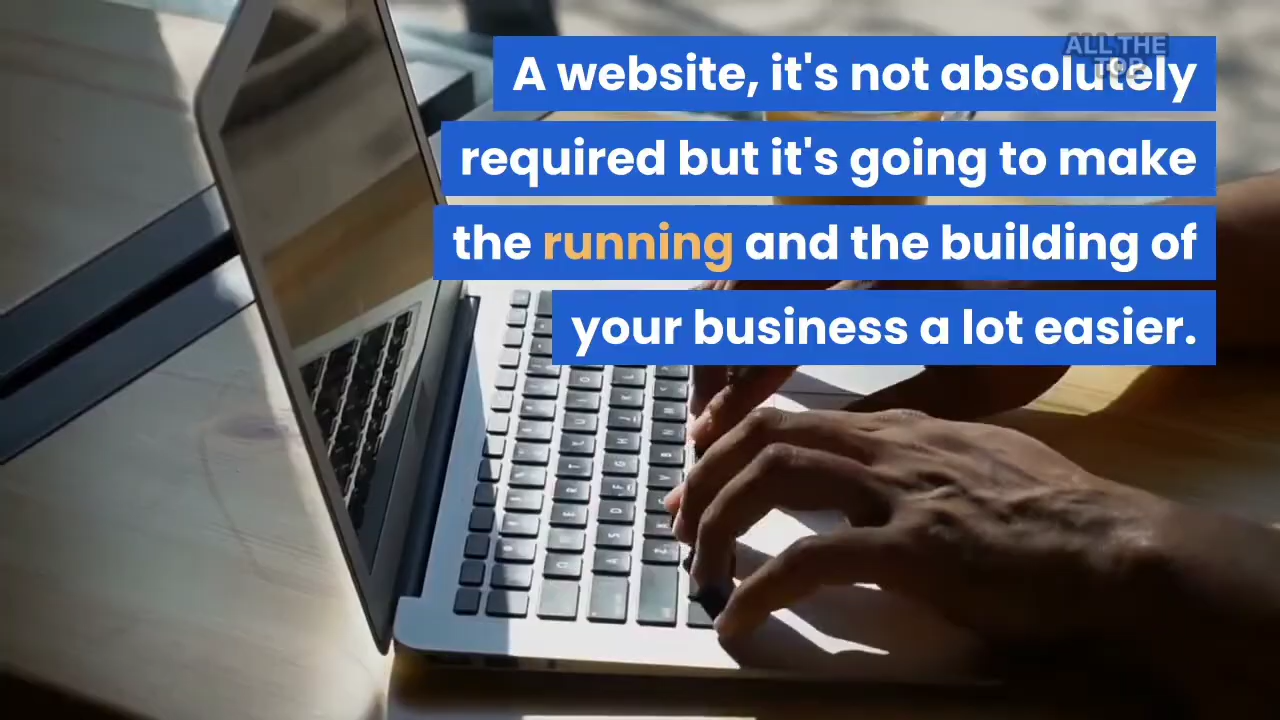 ALL THE
TOP
A website, it's not absolutely
required but it's going to make
the running and the building of
your business a lot easier.